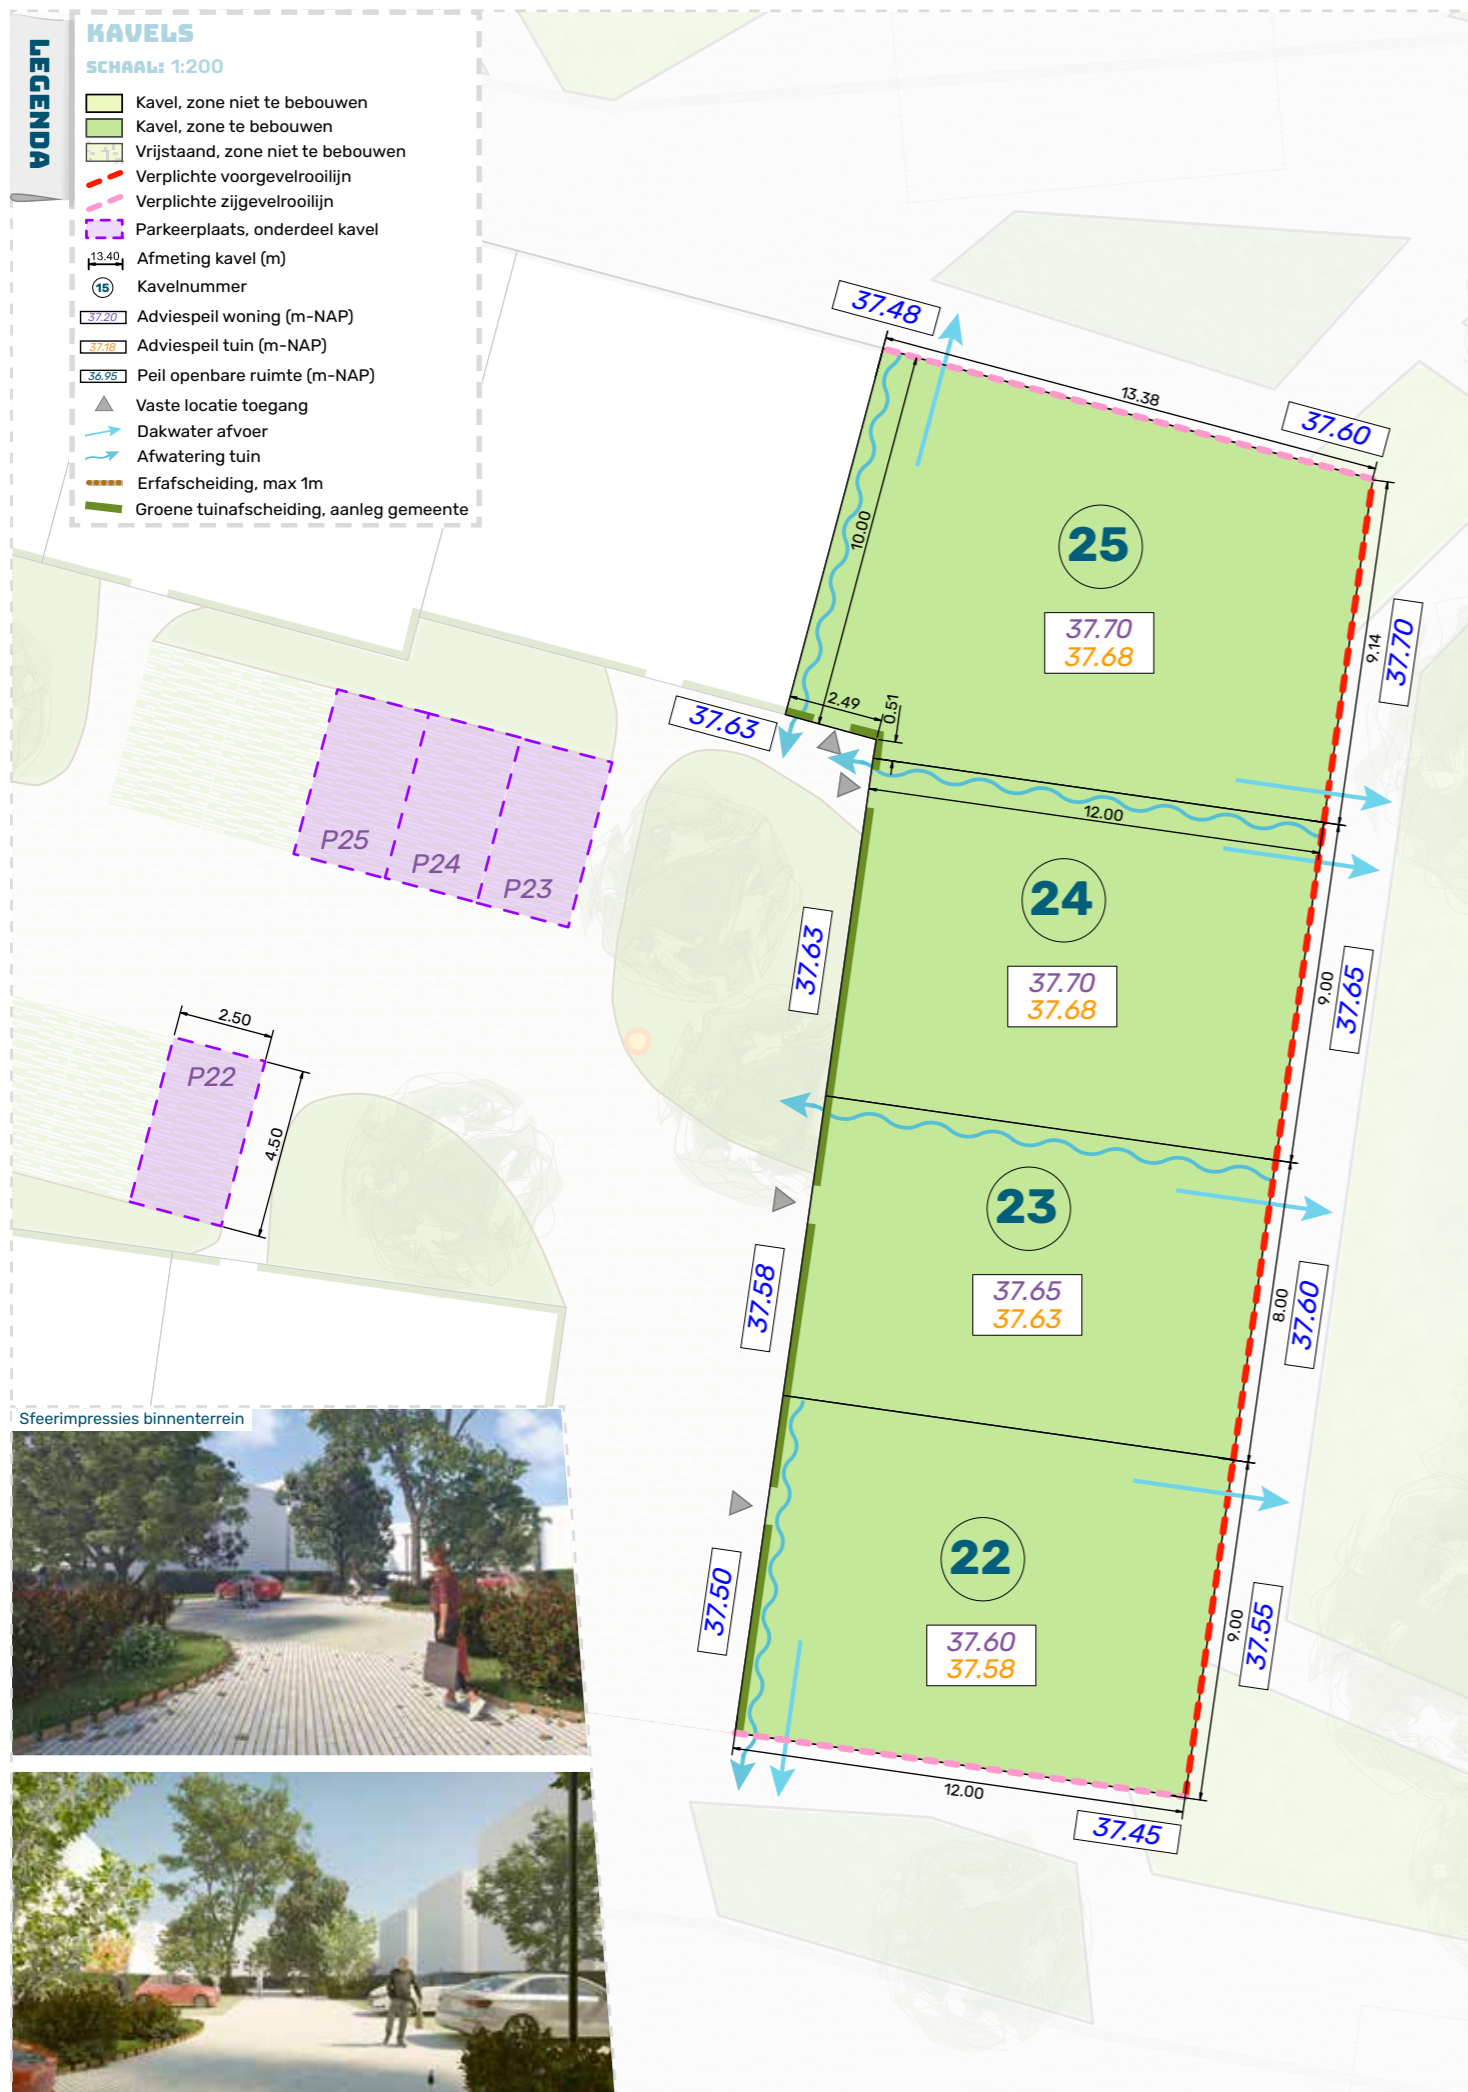 LEGENDA
KAVELS
SCHAAL: 1:200
Kavel, zone niet te bebouwen
Kavel, zone te bebouwen
Vrijstaand, zone niet te bebouwen
Verplichte voorgevelrooilijn
Verplichte zijgevelrooilijn
Parkeerplaats, onderdeel kavel
13.40 Afmeting kavel (m)
15 Kavelnummer
37.20 Adviespeil woning (m-NAP)
37.18 Adviespeil tuin (m-NAP)
36.95 Peil openbare ruimte (m-NAP)
Vaste locatie toegang
Dakwater afvoer
Afwatering tuin
Erfafscheiding, max 1m
Groene tuinafscheiding, aanleg gemeente
37.48
13.38
37.60
10.00
25
37.70
37.68
9.14
37.70
2.49
0.51
37.63
12.00
P25
P24
P23
24
37.70
37.68
37.63
9.00
37.65
2.50
P22
4.50
23
37.65
37.63
37.58
8.00
37.60
Sfeerimpressies binnenterrein
22
37.60
37.58
37.50
9.00
37.55
12.00
37.45